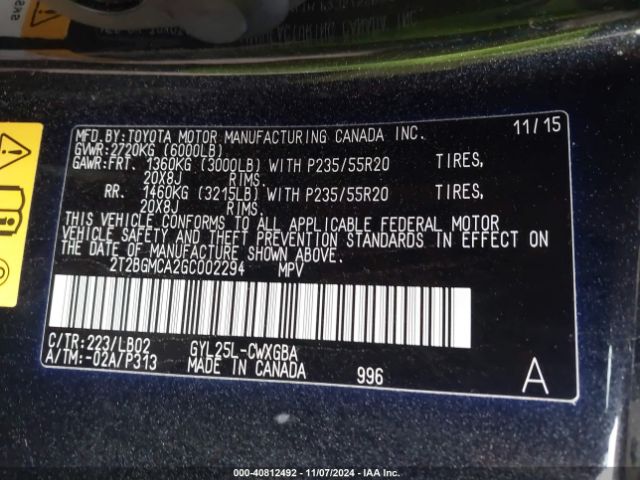 MFD.BY:TOYOTA MOTOR MANUFACTURING CANADA INC. 11/15
GVWR:2720KG (6000LB)
GAWR:FRT. 1360KG (3000LB) WITH P235/55R20 TIRES,
20X8J RIMS.
RR. 1460KG (3215LB) WITH P235/55R20 TIRES,
20X8J RIMS.
THIS VEHICLE CONFORMS TO ALL APPLICABLE FEDERAL MOTOR
VEHICLE SAFETY AND THEFT PREVENTION STANDARDS IN EFFECT ON
THE DATE OF MANUFACTURE SHOWN ABOVE.
2T2BGMCA2GC002294 MPV
C/TR:223/LB02 GYL25L-CWXGBA
A/TM:-02A/P313 MADE IN CANADA 996 A
000-40812492 - 11/07/2024 - IAA Inc.